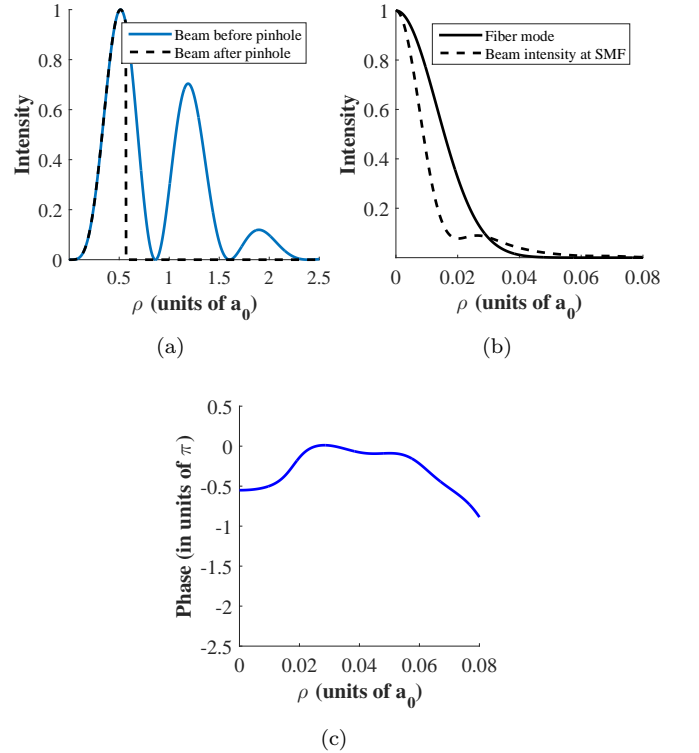 Intensity
1
0.8
0.6
0.4
0.2
0
0.5
1
1.5
2
2.5
ρ (units of a0)
Beam before pinhole
Beam after pinhole
(a)
Intensity
1
0.8
0.6
0.4
0.2
0
0.02
0.04
0.06
0.08
ρ (units of a0)
Fiber mode
Beam intensity at SMF
(b)
Phase (in units of π)
0.5
0
-0.5
-1
-1.5
-2
-2.5
0
0.02
0.04
0.06
0.08
ρ (units of a0)
(c)